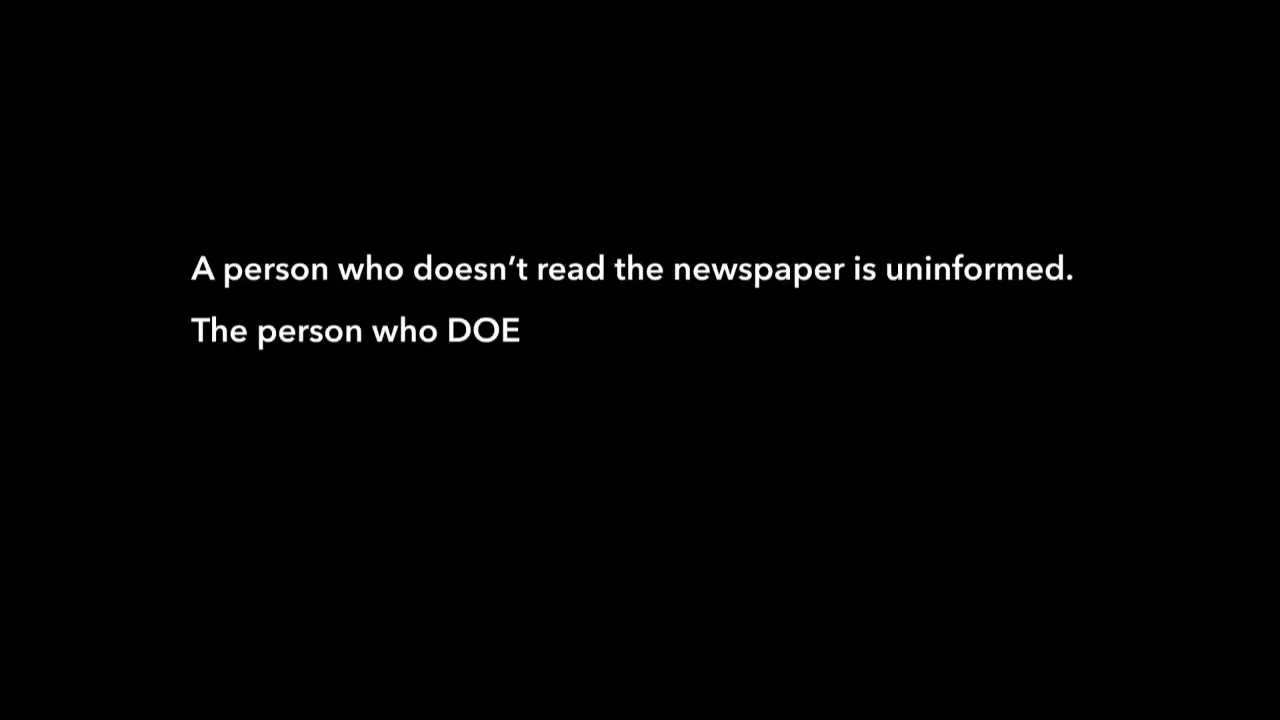 A person who doesn’t read the newspaper is uninformed.
The person who DOE